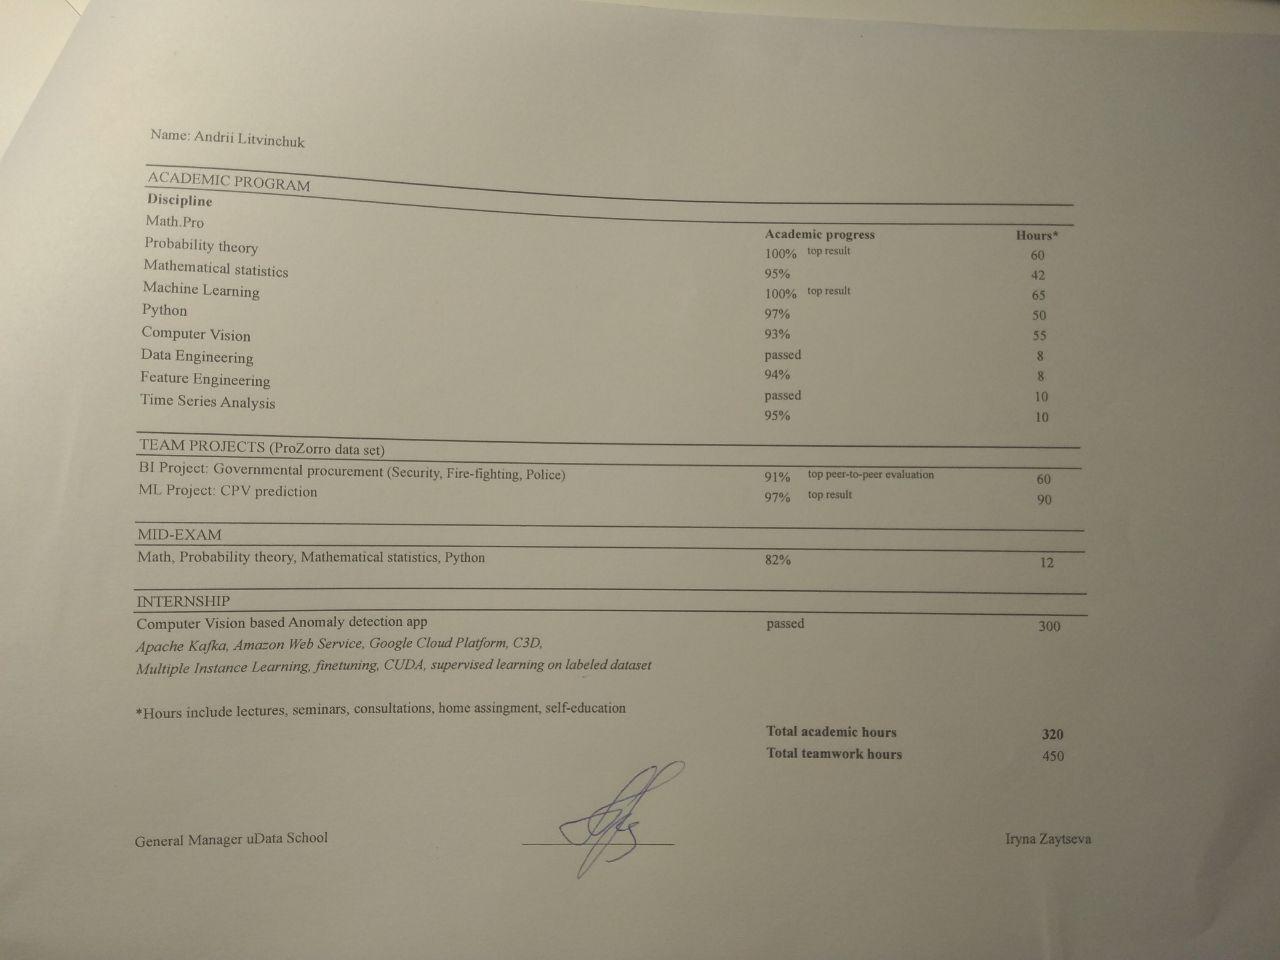 Name: Andrii Litvinchuk
ACADEMIC PROGRAM
Discipline Academic progress Hours*
Math.Pro 100% top result 60
Probability theory 95% 42
Mathematical statistics 100% top result 65
Machine Learning 97% 50
Python 93% 55
Computer Vision passed 8
Data Engineering 94% 8
Feature Engineering passed 10
Time Series Analysis 95% 10
TEAM PROJECTS (ProZorro data set)
BI Project: Governmental procurement (Security, Fire-fighting, Police) 91% top peer-to-peer evaluation 60
ML Project: CPV prediction 97% top result 90
MID-EXAM
Math, Probability theory, Mathematical statistics, Python 82% 12
INTERNSHIP
Computer Vision based Anomaly detection app passed 300
Apache Kafka, Amazon Web Service, Google Cloud Platform, C3D,
Multiple Instance Learning, finetuning, CUDA, supervised learning on labeled dataset
*Hours include lectures, seminars, consultations, home assingment, self-education
Total academic hours 320
Total teamwork hours 450
General Manager uData School Iryna Zaytseva